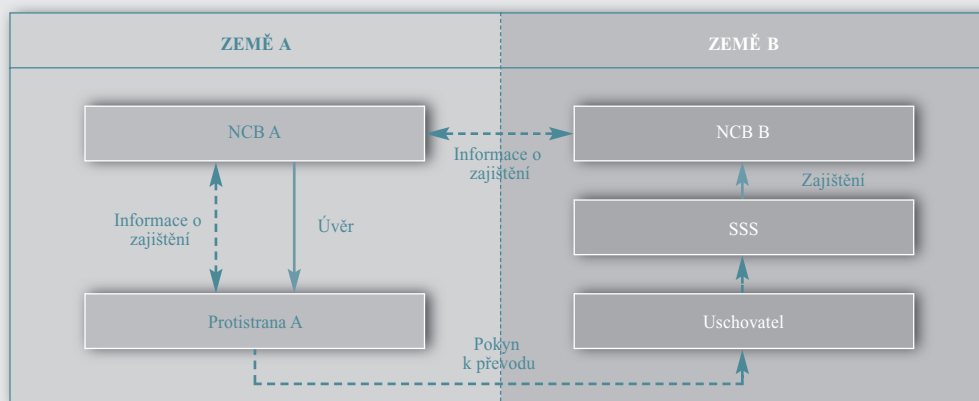 ZEMĚ A
ZEMĚ B
NCB A
NCB B
Informace o
zajištění
Zajištění
Informace o
zajištění
Úvěr
SSS
Protistrana A
Uschovatel
Pokyn
k převodu